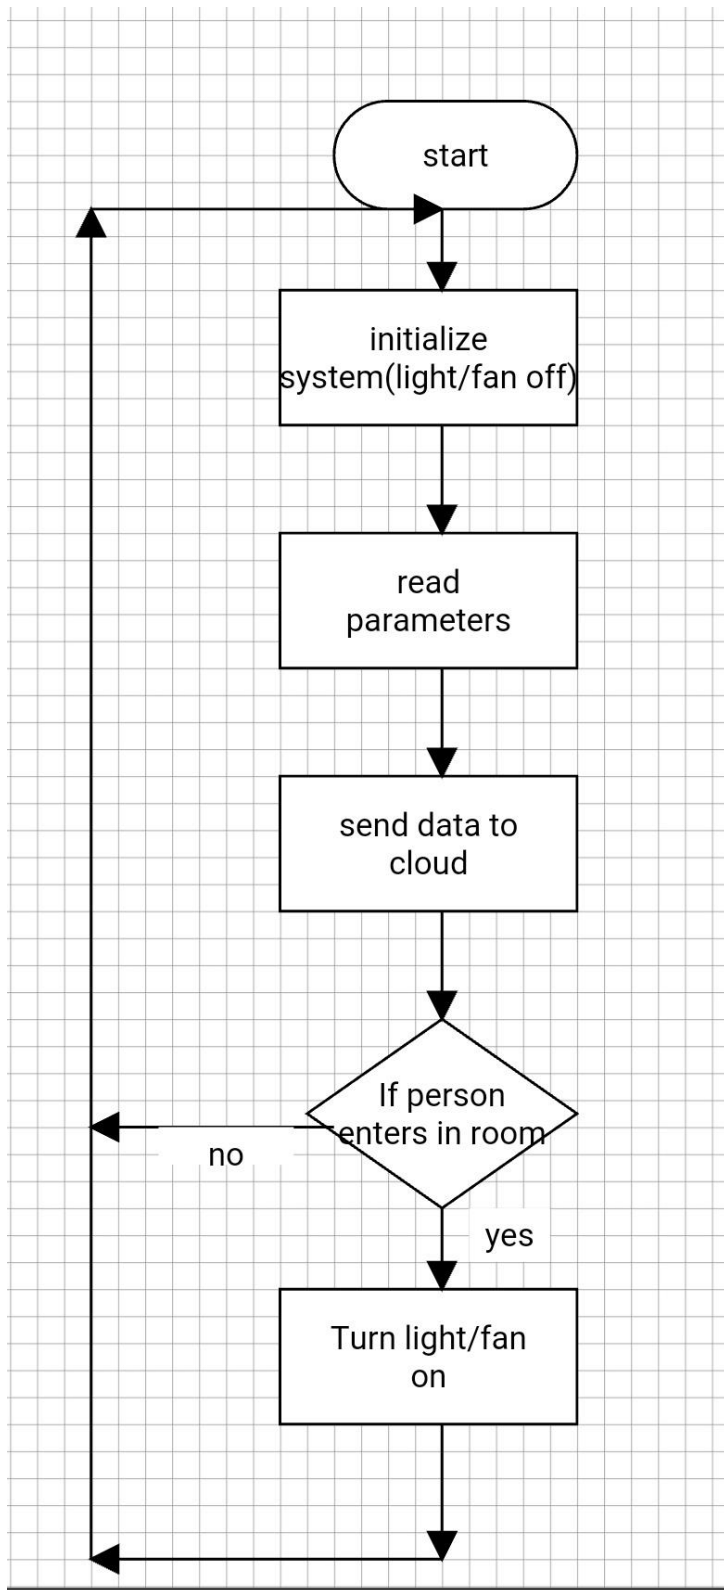 start
initialize
system(light/fan off)
read
parameters
send data to
cloud
If person
enters in room
no
yes
Turn light/fan
on